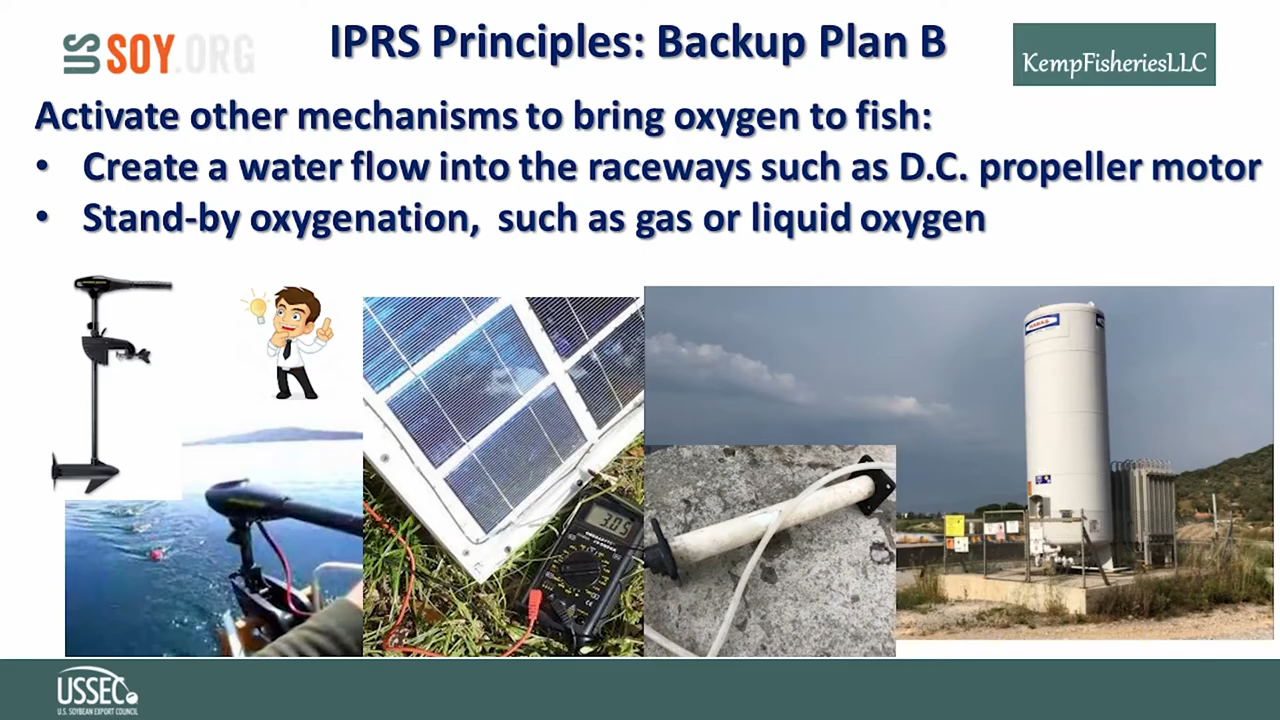 US SOY.ORG
IPRS Principles: Backup Plan B
KempFisheriesLLC
Activate other mechanisms to bring oxygen to fish:
• Create a water flow into the raceways such as D.C. propeller motor
• Stand-by oxygenation, such as gas or liquid oxygen
USSEC
U.S. SOYBEAN EXPORT COUNCIL